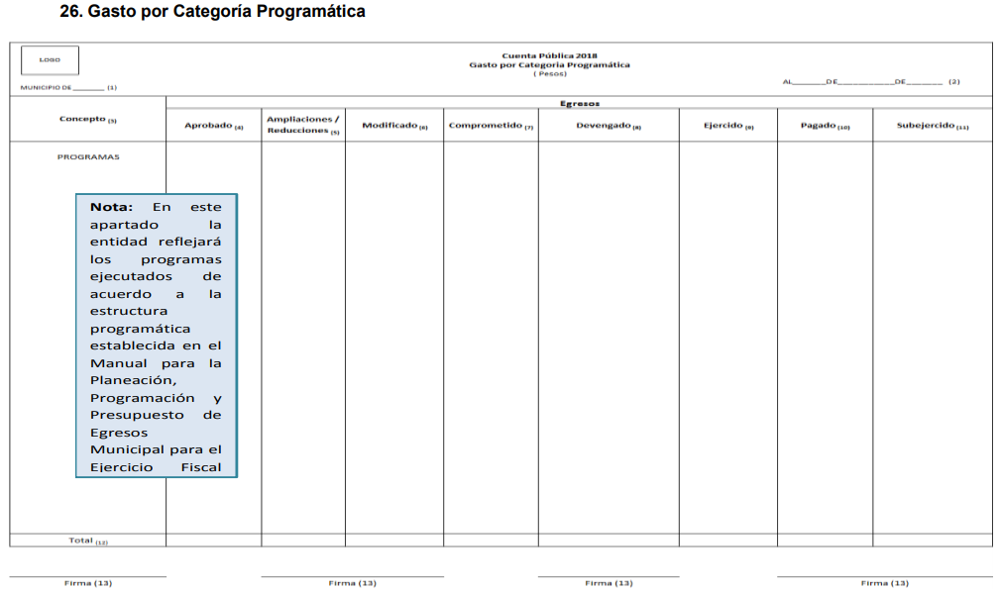 26. Gasto por Categoría Programática
LOGO
Cuenta Pública 2018
Gasto por Categoría Programática
( Pesos)
MUNICIPIO DE ________ (1)
AL_______DE____________DE________ (2)
Egresos
Concepto (3)
Aprobado (4)
Ampliaciones /
Reducciones (5)
Modificado (6)
Comprometido (7)
Devengado (8)
Ejercido (9)
Pagado (10)
Subejercido (11)
PROGRAMAS
Nota: En este
apartado la
entidad reflejará
los programas
ejecutados de
acuerdo a la
estructura
programática
establecida en el
Manual para la
Planeación,
Programación y
Presupuesto de
Egresos
Municipal para el
Ejercicio Fiscal
Total (12)
Firma (13)
Firma (13)
Firma (13)
Firma (13)